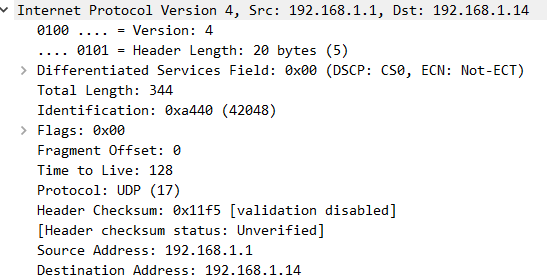 Internet Protocol Version 4, Src: 192.168.1.1, Dst: 192.168.1.14
0100 .... = Version: 4
.... 0101 = Header Length: 20 bytes (5)
Differentiated Services Field: 0x00 (DSCP: CS0, ECN: Not-ECT)
Total Length: 344
Identification: 0xa440 (42048)
Flags: 0x00
Fragment Offset: 0
Time to Live: 128
Protocol: UDP (17)
Header Checksum: 0x11f5 [validation disabled]
[Header checksum status: Unverified]
Source Address: 192.168.1.1
Destination Address: 192.168.1.14